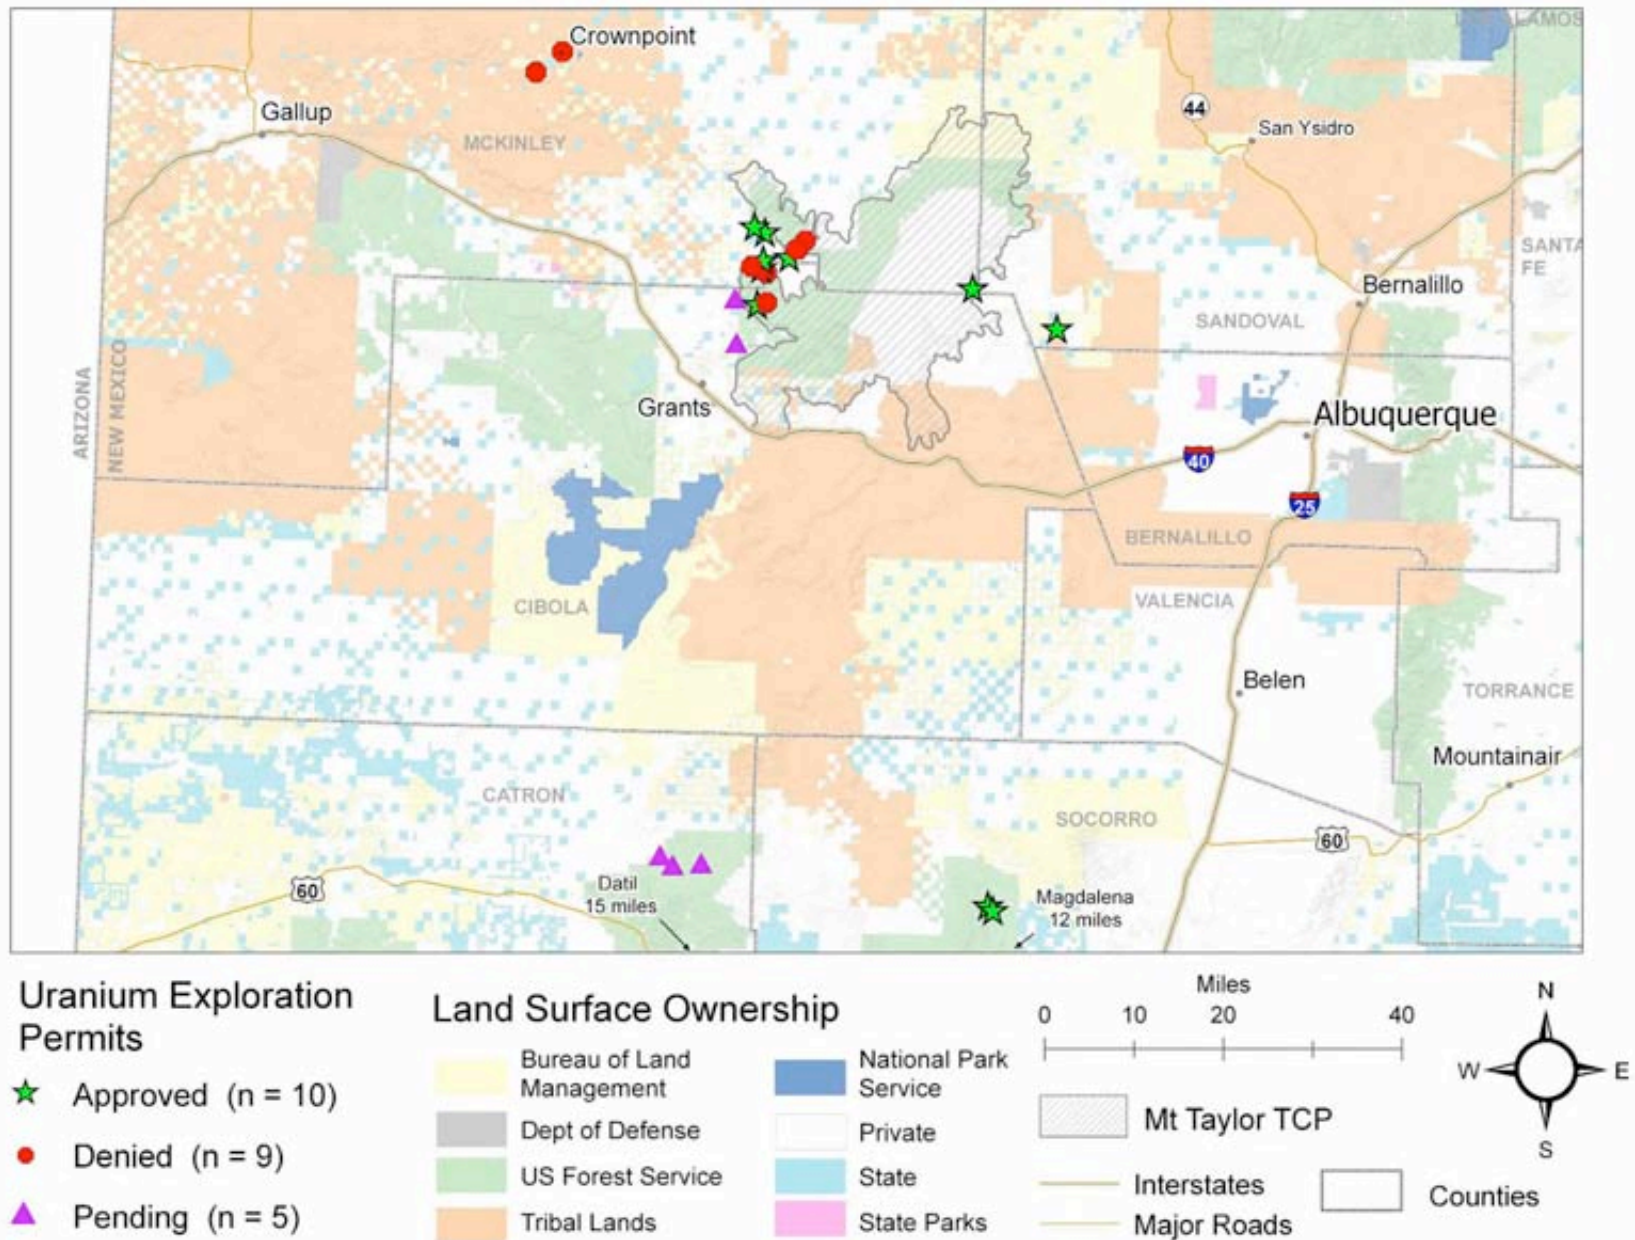 LOS ALAMOS
Crownpoint
44
Gallup
San Ysidro
MCKINLEY
SANTA
FE
Bernalillo
SANDOVAL
ARIZONA
NEW MEXICO
Grants
Albuquerque
40
25
BERNALILLO
CIBOLA
VALENCIA
Belen
TORRANCE
Mountainair
CATRON
SOCORRO
60
60
Datil
15 miles
Magdalena
12 miles
Uranium Exploration
Permits
Approved (n = 10)
Denied (n = 9)
Pending (n = 5)
Land Surface Ownership
Bureau of Land
Management
Dept of Defense
US Forest Service
Tribal Lands
National Park
Service
Private
State
State Parks
Miles
0 10 20 40
Mt Taylor TCP
Interstates
Major Roads
Counties
N
W E
S